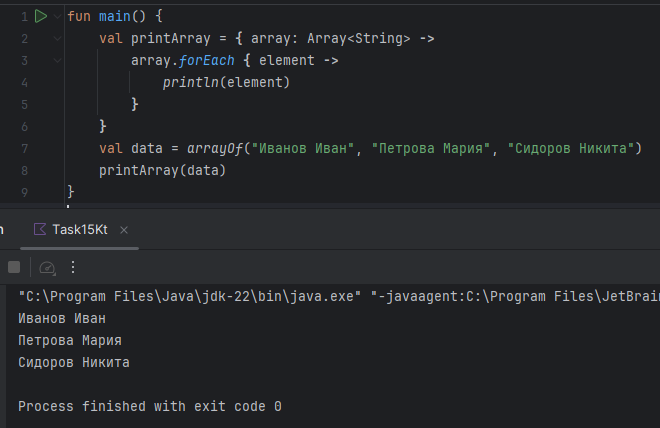 1 fun main() {
2 val printArray = { array: Array<String> ->
3 array.forEach { element ->
4 println(element)
5 }
6 }
7 val data = arrayOf("Иванов Иван", "Петрова Мария", "Сидоров Никита")
8 printArray(data)
9 }
n Task15Kt ×
"C:\Program Files\Java\jdk-22\bin\java.exe" "-javaagent:C:\Program Files\JetBrain
Иванов Иван
Петрова Мария
Сидоров Никита
Process finished with exit code 0